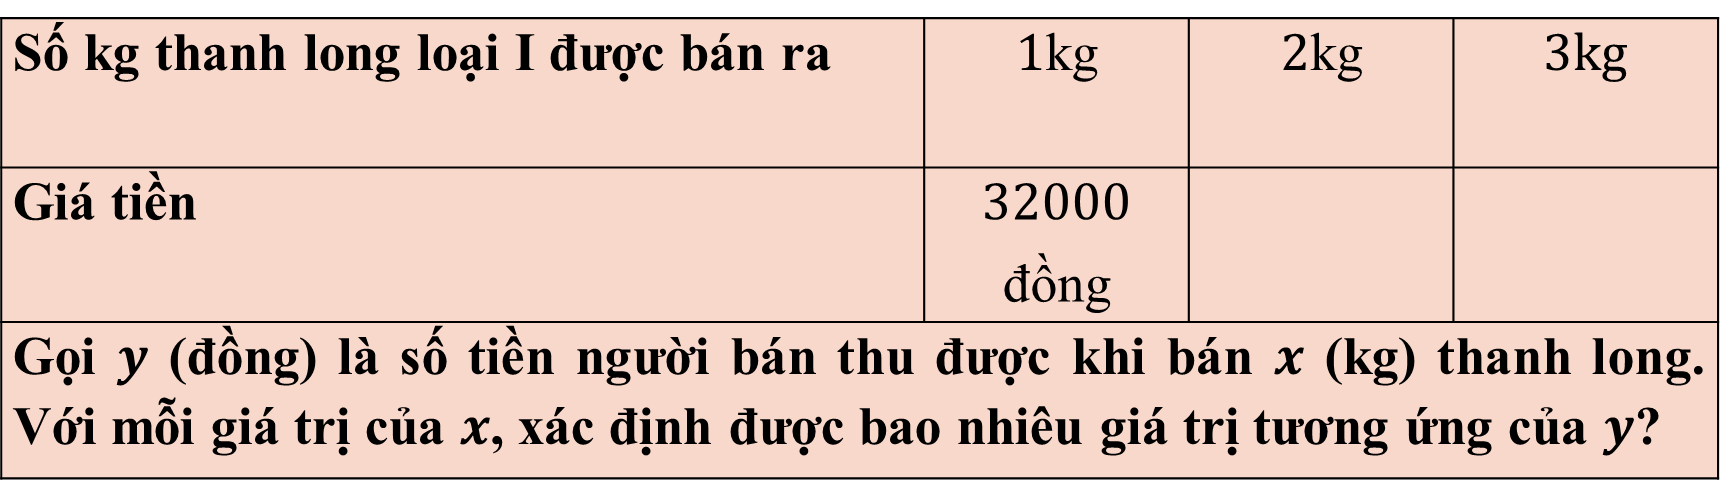 Số kg thanh long loại I được bán ra 1kg 2kg 3kg
Giá tiền 32000
đồng
Gọi y (đồng) là số tiền người bán thu được khi bán x (kg) thanh long.
Với mỗi giá trị của x, xác định được bao nhiêu giá trị tương ứng của y?